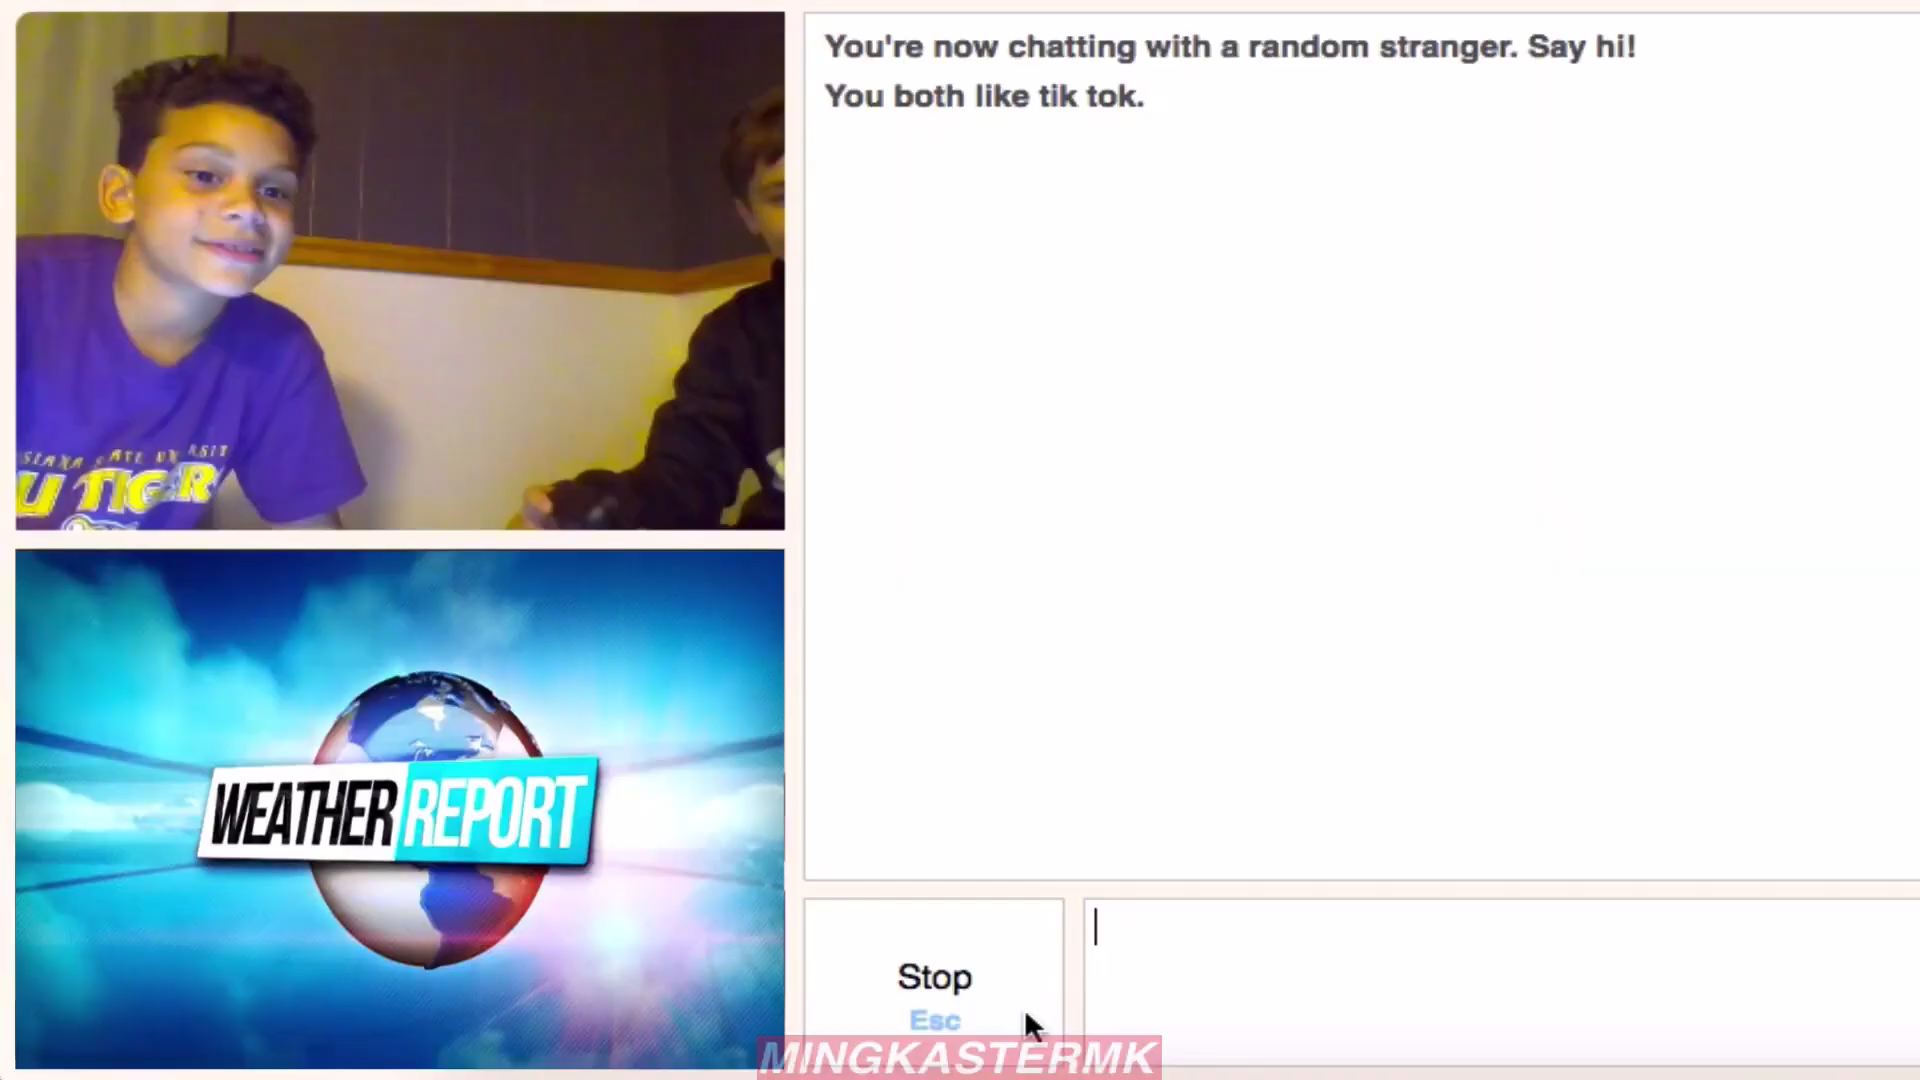 You're now chatting with a random stranger. Say hi!
You both like tik tok.
U TIGER
WEATHER REPORT
Stop
Esc
MINGKASTERMK